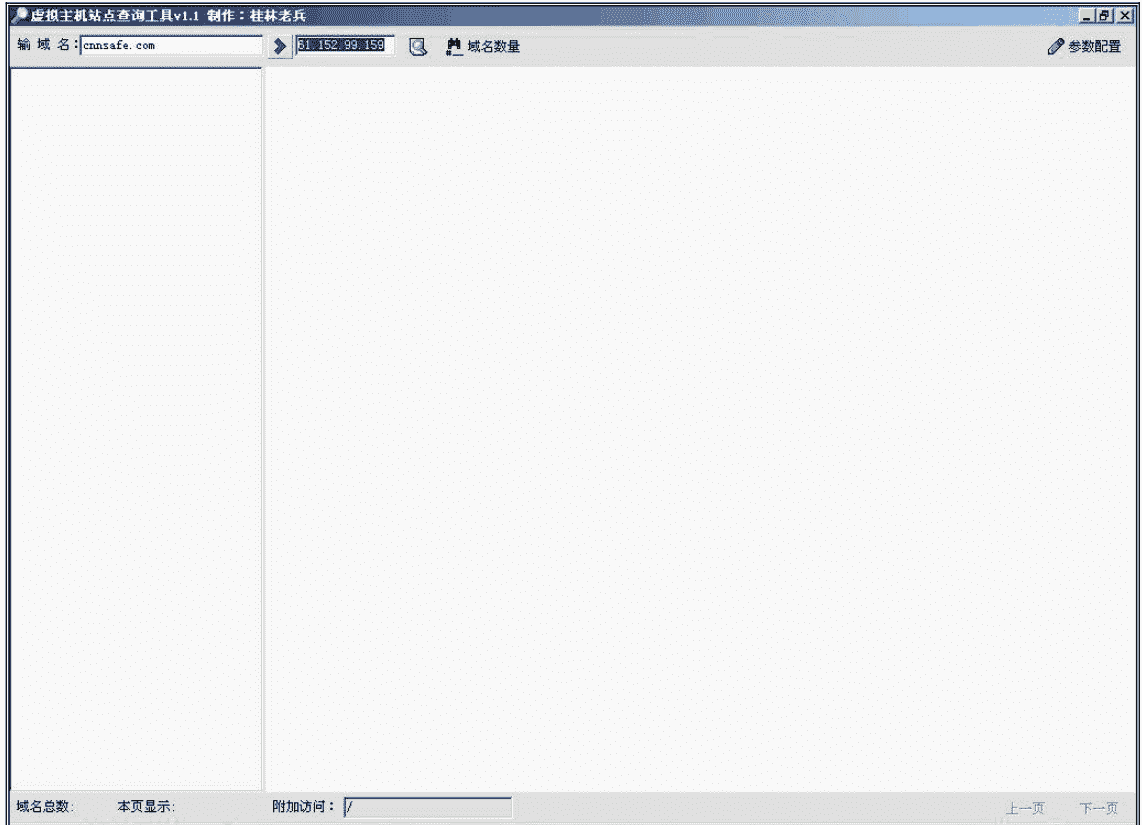 虚拟主机站点查询工具v1.1 制作：桂林老兵
输 域 名:cnnsafe.com 61.152.99.159 域名数量 参数配置
域名总数: 本页显示: 附加访问： / 上一页 下一页